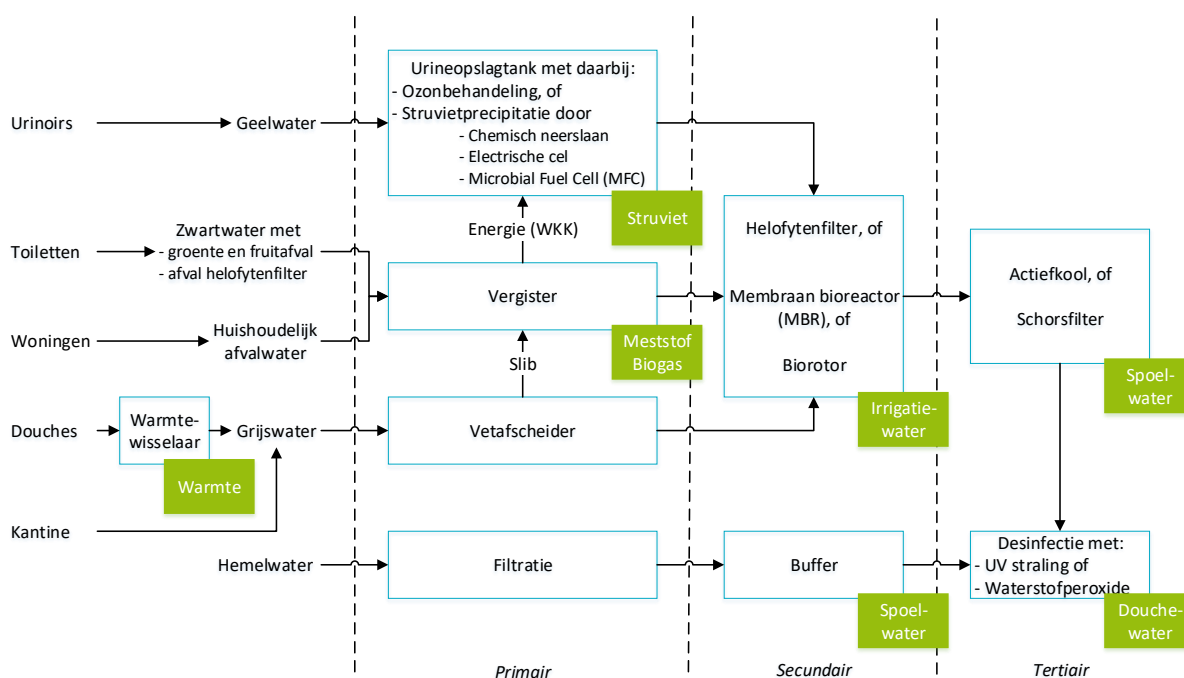 Urineopslagtank met daarbij:
- Ozonbehandeling, of
- Struvietprecipitatie door
- Chemisch neerslaan
- Electrische cel
- Microbial Fuel Cell (MFC)
Urinoirs
Geelwater
Struviet
Energie (WKK)
Toiletten
Zwartwater met
- groente en fruitafval
- afval helofytenfilter
Vergister
Meststof
Biogas
Woningen
Huishoudelijk
afvalwater
Slib
Helofytenfilter, of
Membraan bioreactor
(MBR), of
Biorotor
Irrigatie-
water
Actiefkool, of
Schorsfilter
Spoel-
water
Douches
Warmte-
wisselaar
Warmte
Grijswater
Vetafscheider
Kantine
Hemelwater
Filtratie
Buffer
Spoel-
water
Desinfectie met:
- UV straling of
- Waterstofperoxide
Douche-
water
Primair
Secundair
Tertiair